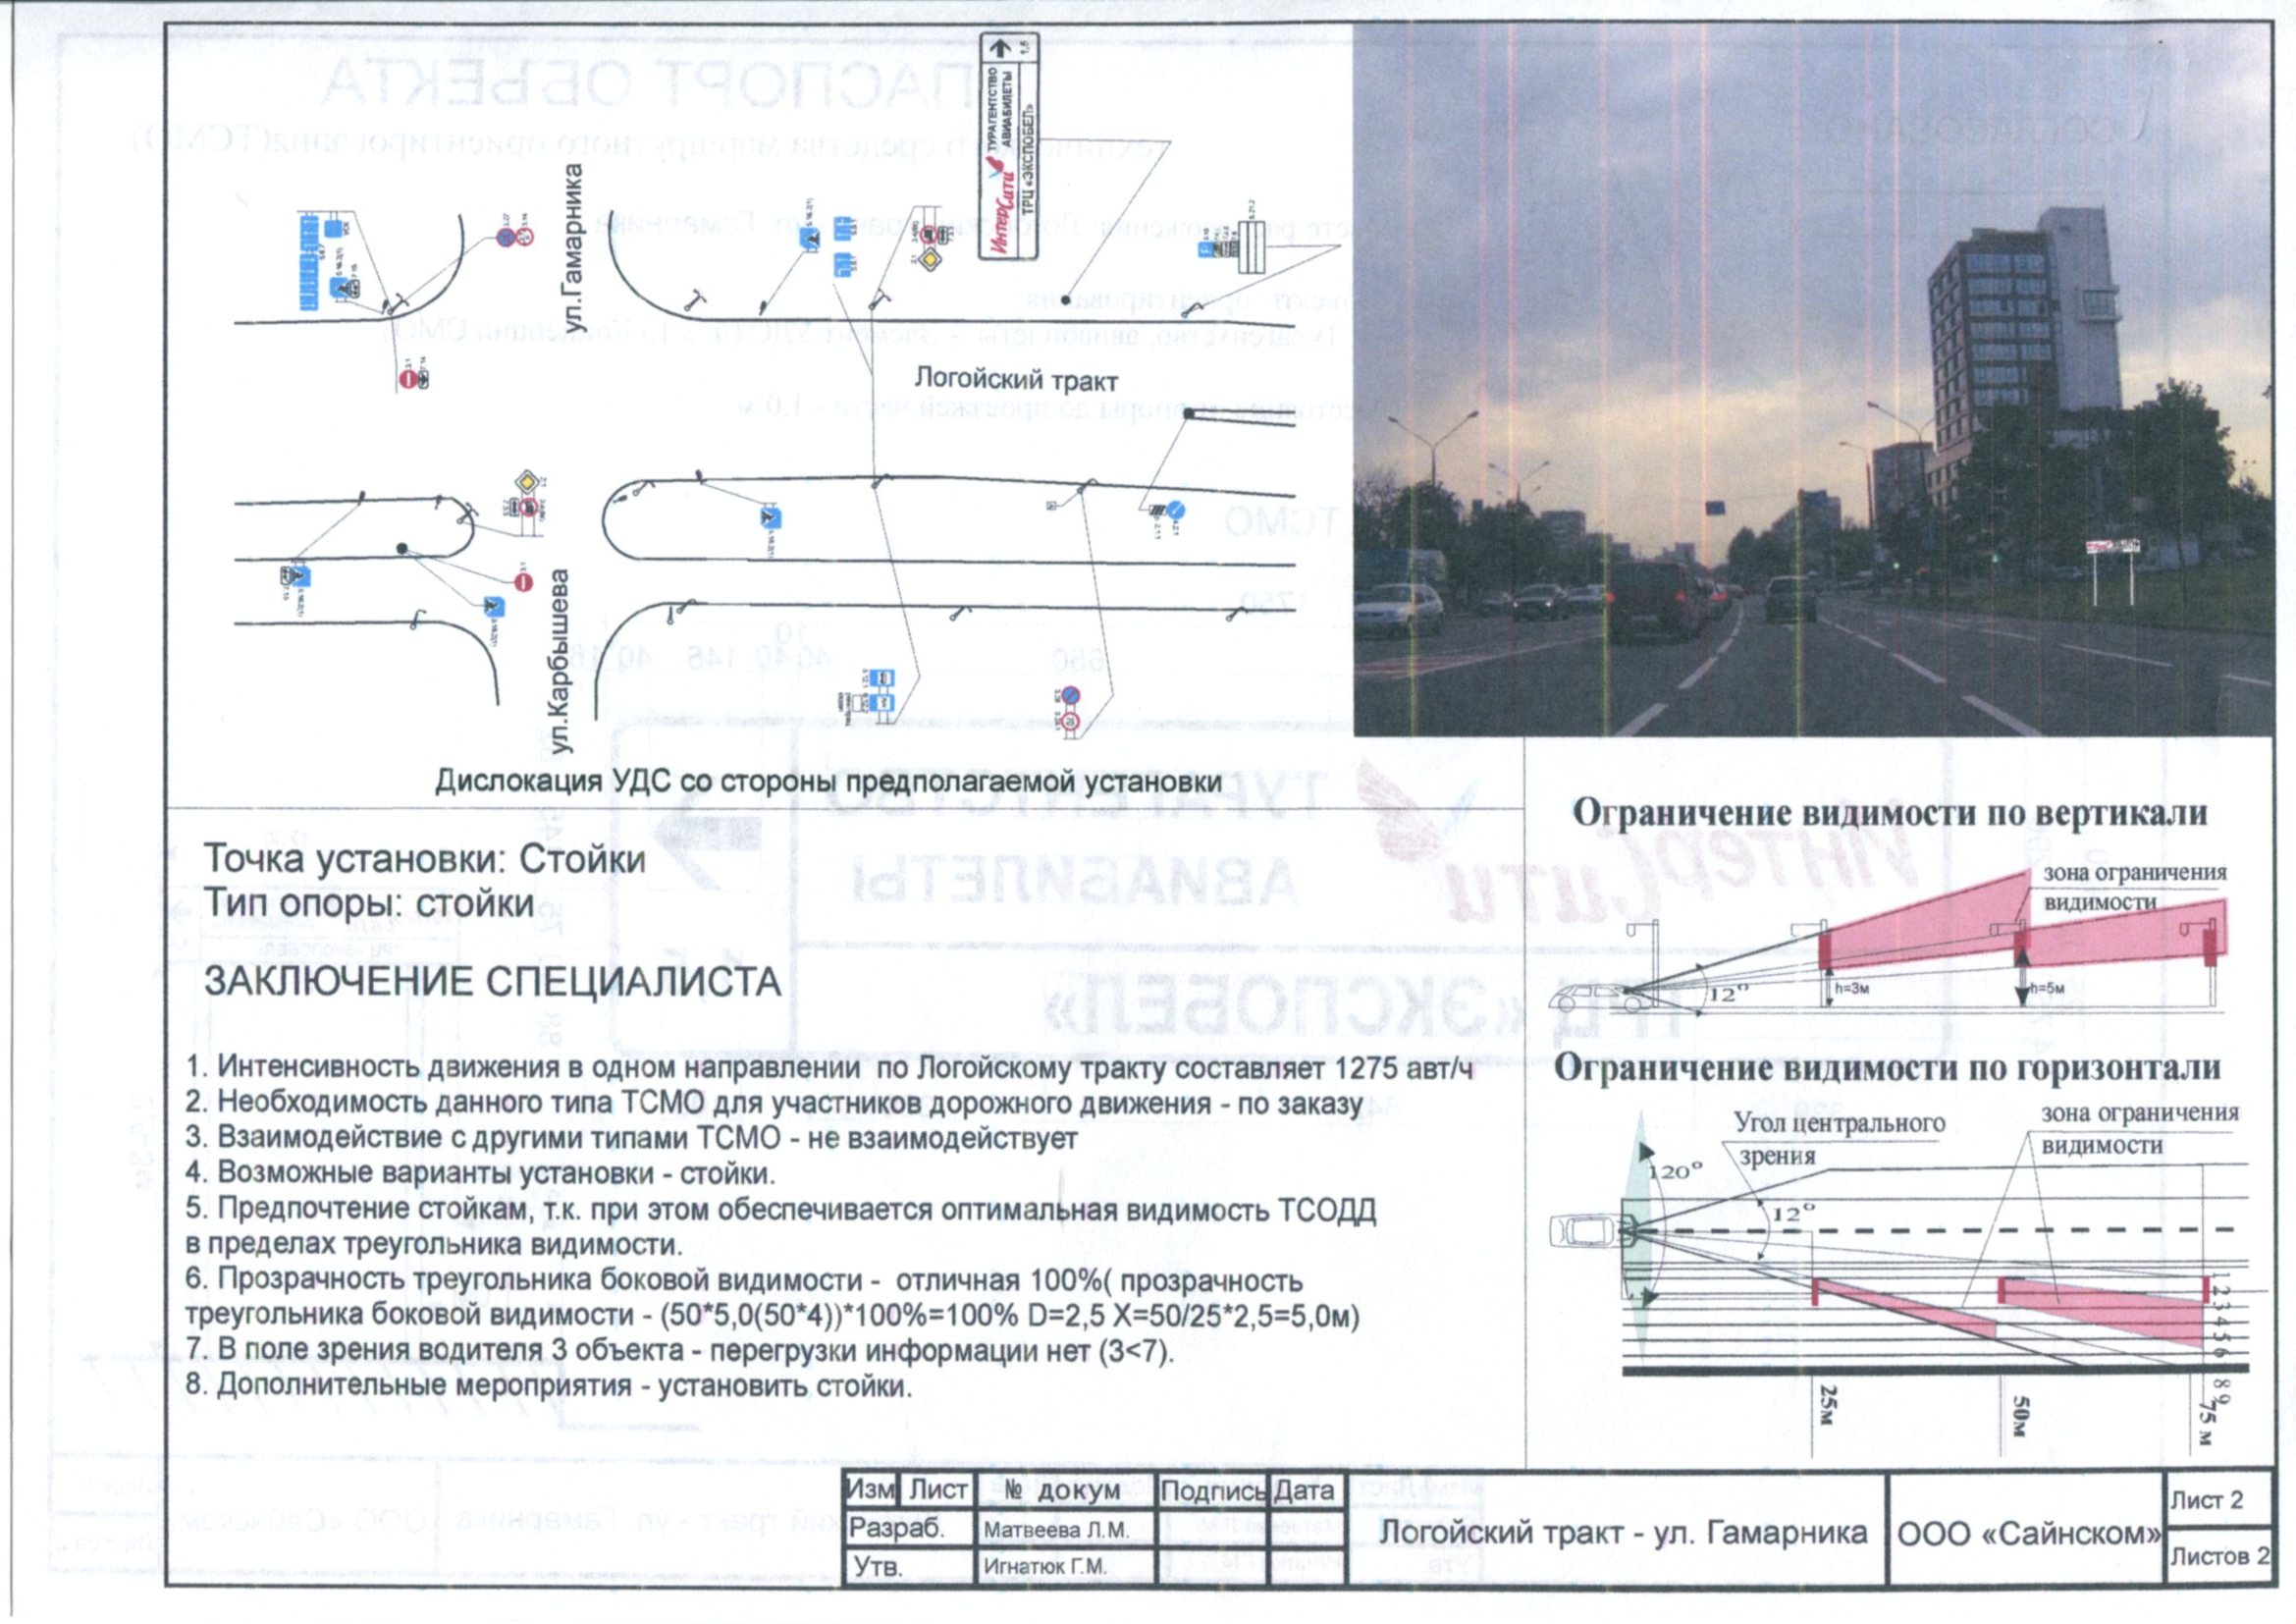 ул.Гамарника
ИнтерСити
ТУРАГЕНТСТВО
АВИАБИЛЕТЫ
ТРЦ «ЭКСПОБЕЛ»
1,5
Логойский тракт
ул.Карбышева
Дислокация УДС со стороны предполагаемой установки
Точка установки: Стойки
Тип опоры: стойки
ЗАКЛЮЧЕНИЕ СПЕЦИАЛИСТА
1. Интенсивность движения в одном направлении по Логойскому тракту составляет 1275 авт/ч
2. Необходимость данного типа ТСМО для участников дорожного движения - по заказу
3. Взаимодействие с другими типами ТСМО - не взаимодействует
4. Возможные варианты установки - стойки.
5. Предпочтение стойкам, т.к. при этом обеспечивается оптимальная видимость ТСОДД
в пределах треугольника видимости.
6. Прозрачность треугольника боковой видимости - отличная 100%( прозрачность
треугольника боковой видимости - (50*5,0(50*4))*100%=100% D=2,5 X=50/25*2,5=5,0м)
7. В поле зрения водителя 3 объекта - перегрузки информации нет (3<7).
8. Дополнительные мероприятия - установить стойки.
Ограничение видимости по вертикали
зона ограничения
видимости
12°
h=3м
h=5м
Ограничение видимости по горизонтали
Угол центрального
зрения
зона ограничения
видимости
120°
12°
1 2 3 4 5 6 8 9
25м
50м
75 м
Изм Лист № докум Подпись Дата
Разраб. Матвеева Л.М.
Утв. Игнатюк Г.М.
Логойский тракт - ул. Гамарника
ООО «Сайнском»
Лист 2
Листов 2